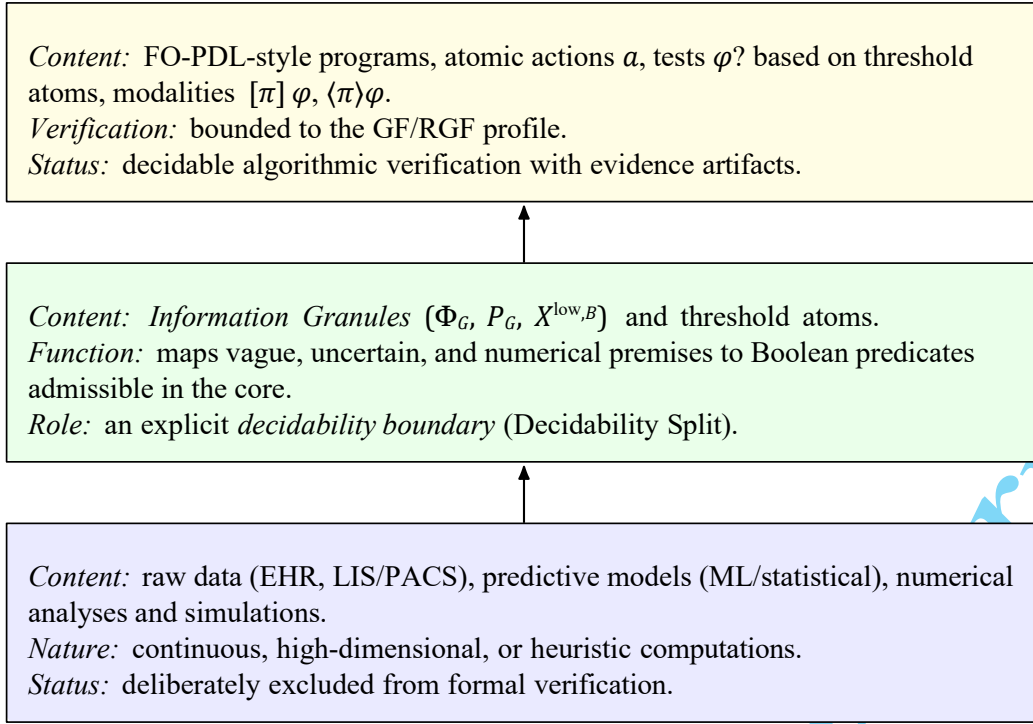 Content: FO-PDL-style programs, atomic actions a, tests φ? based on threshold
atoms, modalities [π] φ, ⟨π⟩φ.
Verification: bounded to the GF/RGF profile.
Status: decidable algorithmic verification with evidence artifacts.
Content: Information Granules (Φ_G, P_G, X^low,B) and threshold atoms.
Function: maps vague, uncertain, and numerical premises to Boolean predicates
admissible in the core.
Role: an explicit decidability boundary (Decidability Split).
Content: raw data (EHR, LIS/PACS), predictive models (ML/statistical), numerical
analyses and simulations.
Nature: continuous, high-dimensional, or heuristic computations.
Status: deliberately excluded from formal verification.